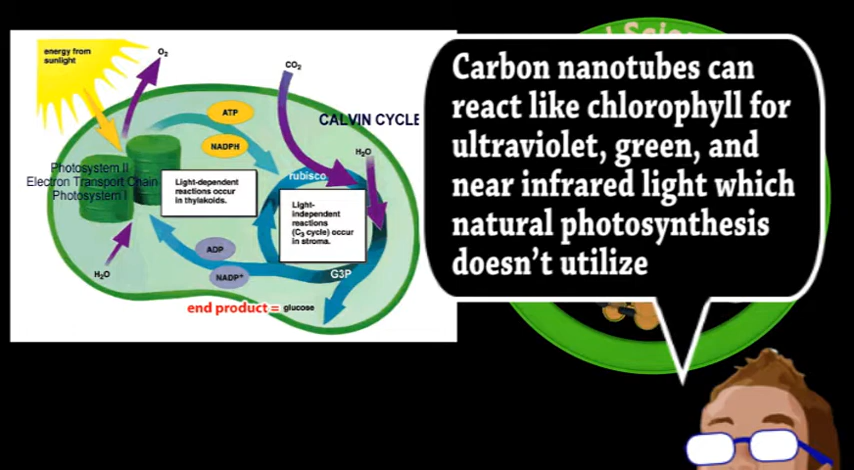 energy from
sunlight
O₂
CO₂
ATP
CALVIN CYCLE
NADPH
H₂O
Photosystem II
Electron Transport Chain
Photosystem I
rubisco
Light-dependent
reactions occur
in thylakoids.
Light-
independent
reactions
(C₃ cycle) occur
in stroma.
ADP
NADP⁺
G3P
H₂O
end product = glucose
Carbon nanotubes can
react like chlorophyll for
ultraviolet, green, and
near infrared light which
natural photosynthesis
doesn't utilize